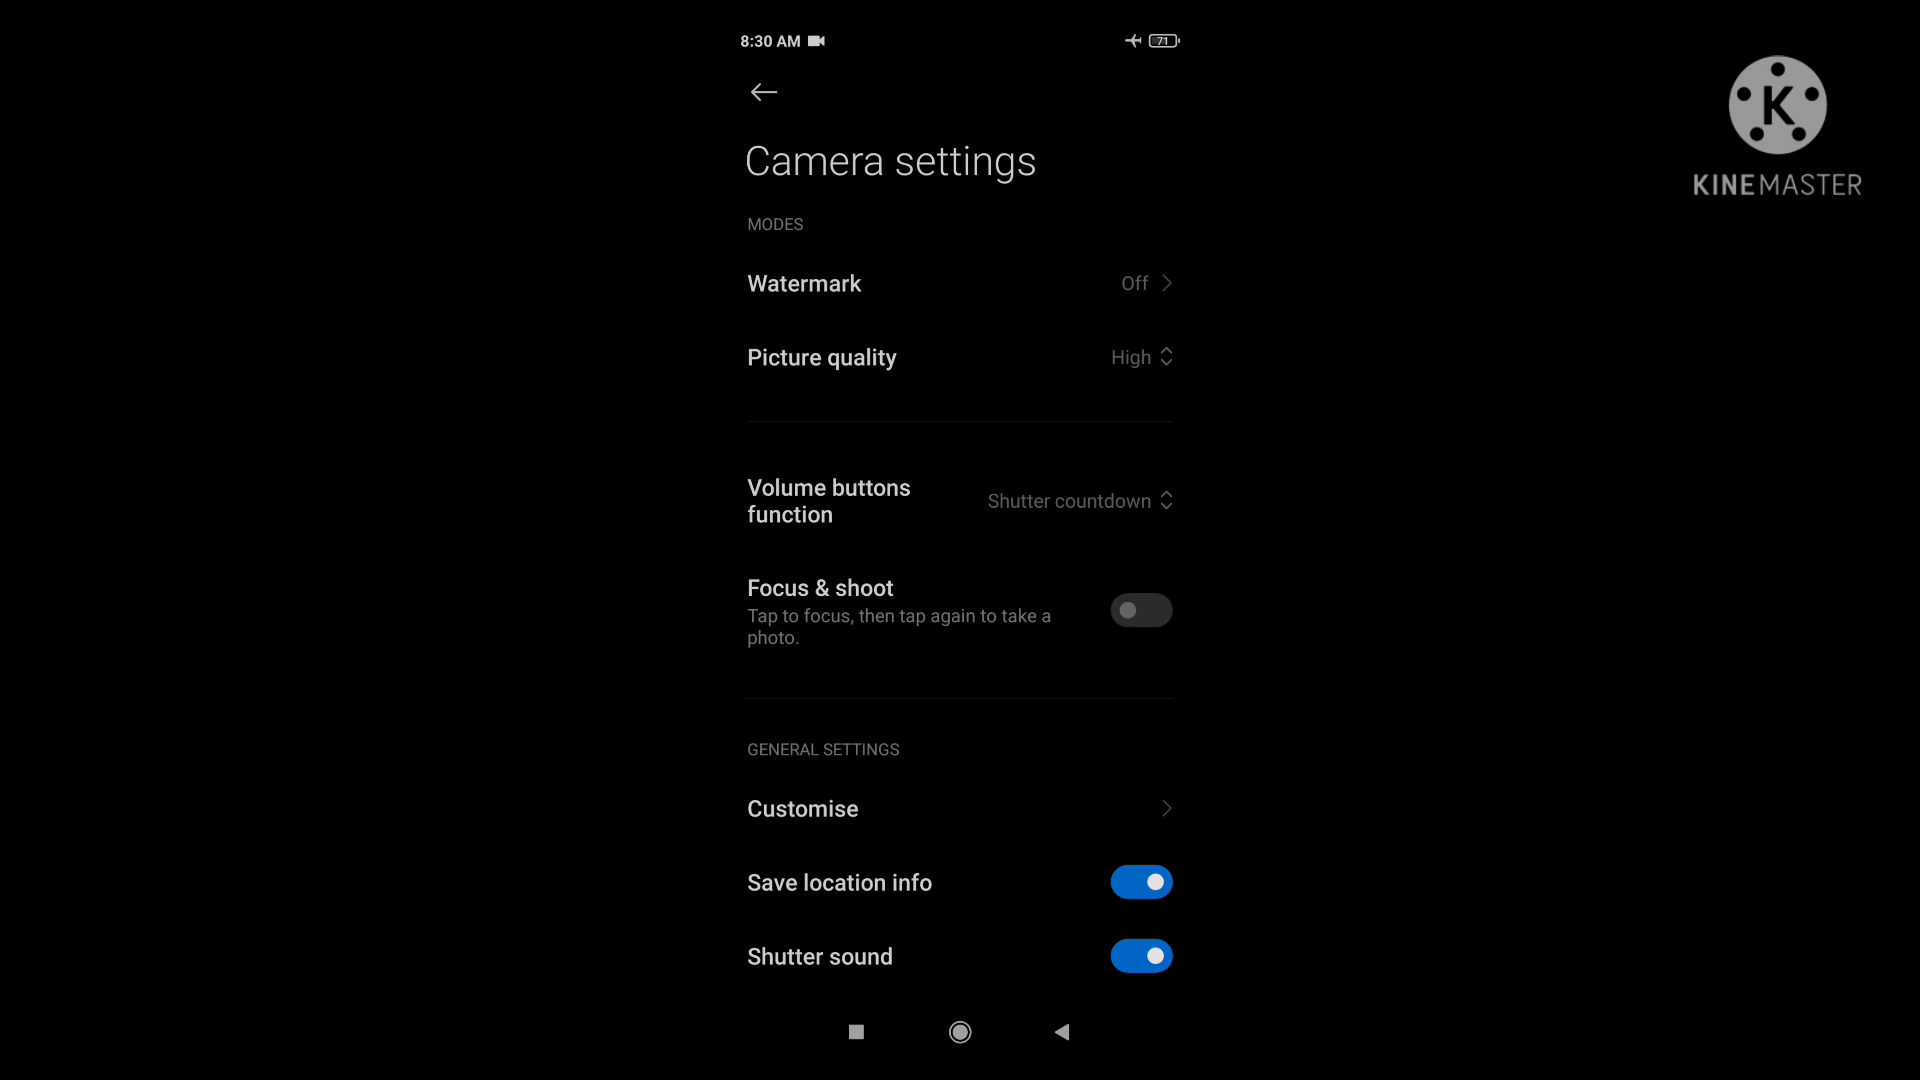 8:30 AM
71
K
KINEMASTER
Camera settings
MODES
Watermark
Off
Picture quality
High
Volume buttons
function
Shutter countdown
Focus & shoot
Tap to focus, then tap again to take a
photo.
GENERAL SETTINGS
Customise
Save location info
Shutter sound